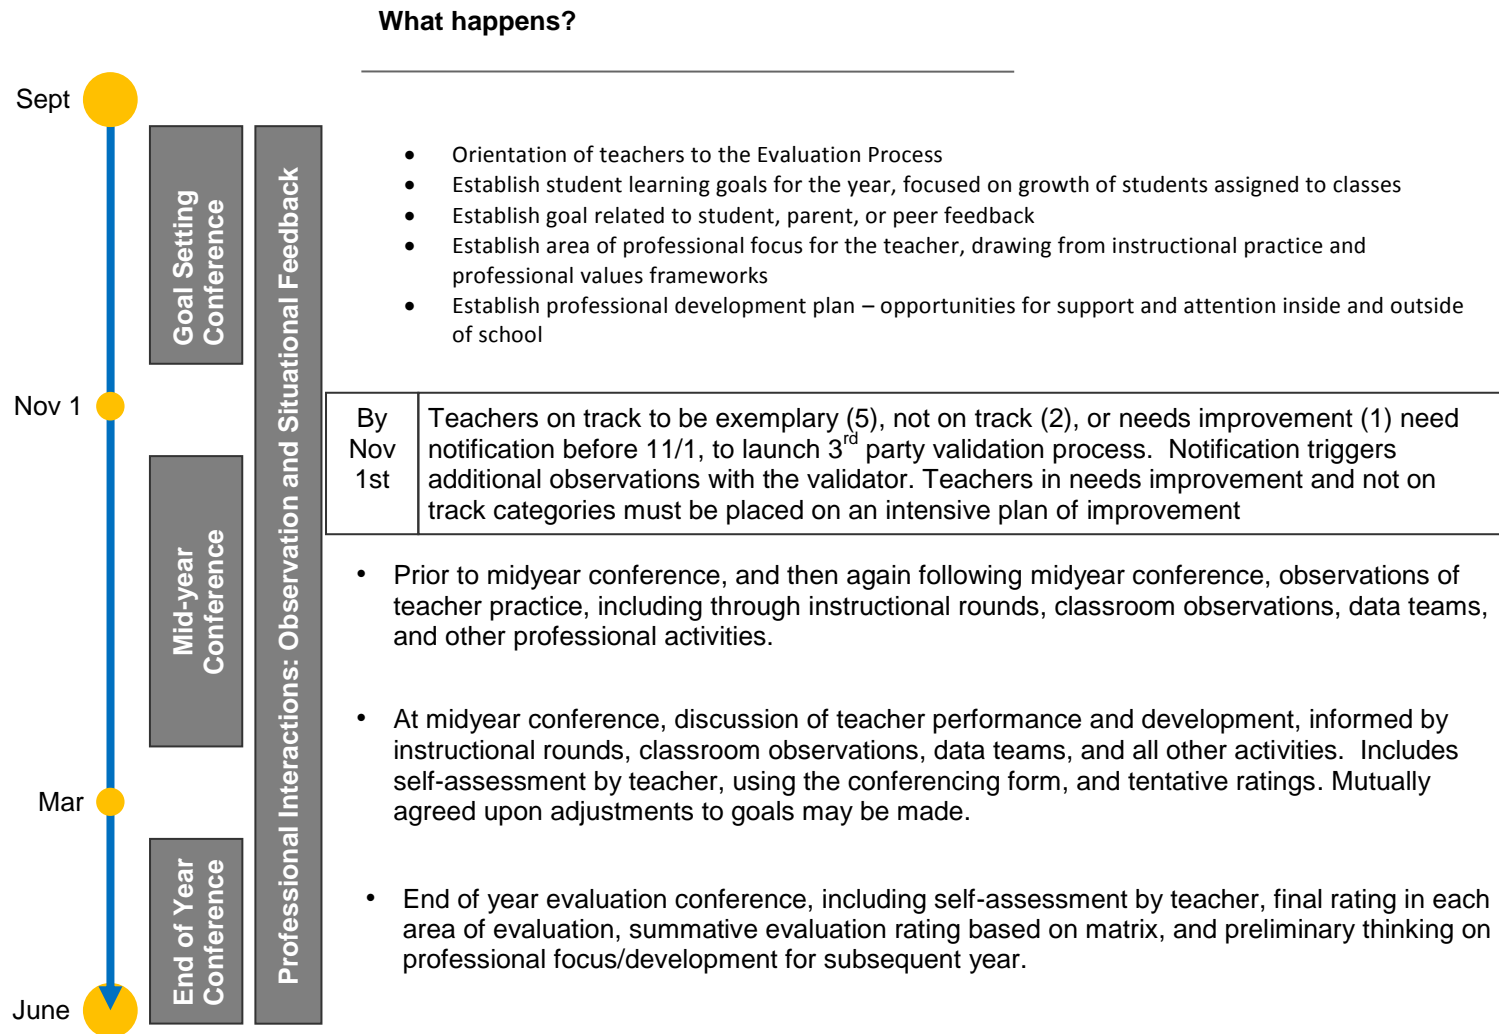 What happens?
Sept
Goal Setting
Conference
Professional Interactions: Observation and Situational Feedback
• Orientation of teachers to the Evaluation Process
• Establish student learning goals for the year, focused on growth of students assigned to classes
• Establish goal related to student, parent, or peer feedback
• Establish area of professional focus for the teacher, drawing from instructional practice and
professional values frameworks
• Establish professional development plan – opportunities for support and attention inside and outside
of school
Nov 1
By
Nov
1st
Teachers on track to be exemplary (5), not on track (2), or needs improvement (1) need
notification before 11/1, to launch 3rd party validation process.  Notification triggers
additional observations with the validator. Teachers in needs improvement and not on
track categories must be placed on an intensive plan of improvement
Mid-year
Conference
• Prior to midyear conference, and then again following midyear conference, observations of
teacher practice, including through instructional rounds, classroom observations, data teams,
and other professional activities.
• At midyear conference, discussion of teacher performance and development, informed by
instructional rounds, classroom observations, data teams, and all other activities.  Includes
self-assessment by teacher, using the conferencing form, and tentative ratings. Mutually
agreed upon adjustments to goals may be made.
Mar
End of Year
Conference
• End of year evaluation conference, including self-assessment by teacher, final rating in each
area of evaluation, summative evaluation rating based on matrix, and preliminary thinking on
professional focus/development for subsequent year.
June